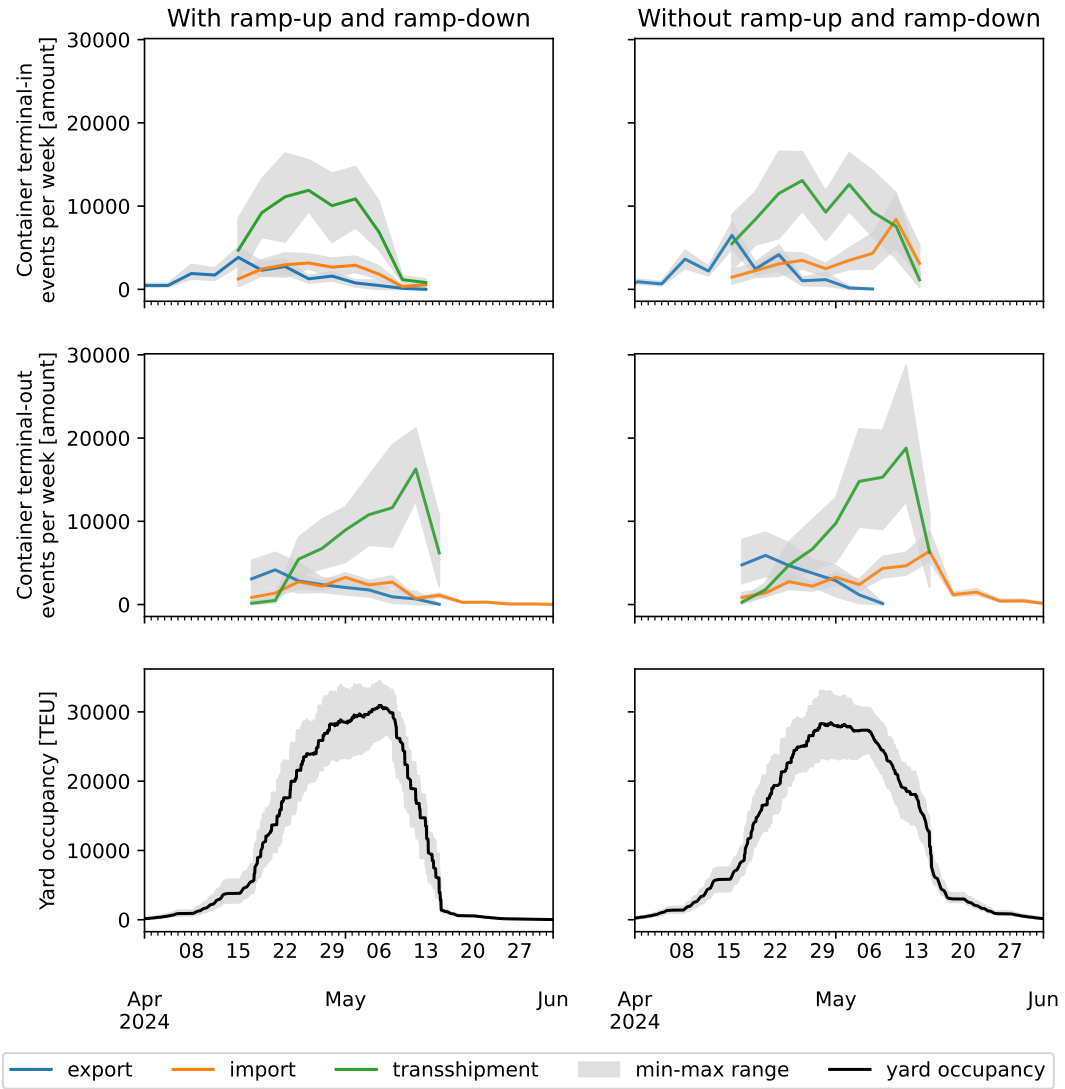 With ramp-up and ramp-down
Without ramp-up and ramp-down
Container terminal-in
events per week [amount]
30000
20000
10000
0
Container terminal-out
events per week [amount]
30000
20000
10000
0
Yard occupancy [TEU]
30000
20000
10000
0
08 15 22 29 06 13 20 27
08 15 22 29 06 13 20 27
Apr May Jun
2024
Apr May Jun
2024
export import transshipment min-max range yard occupancy